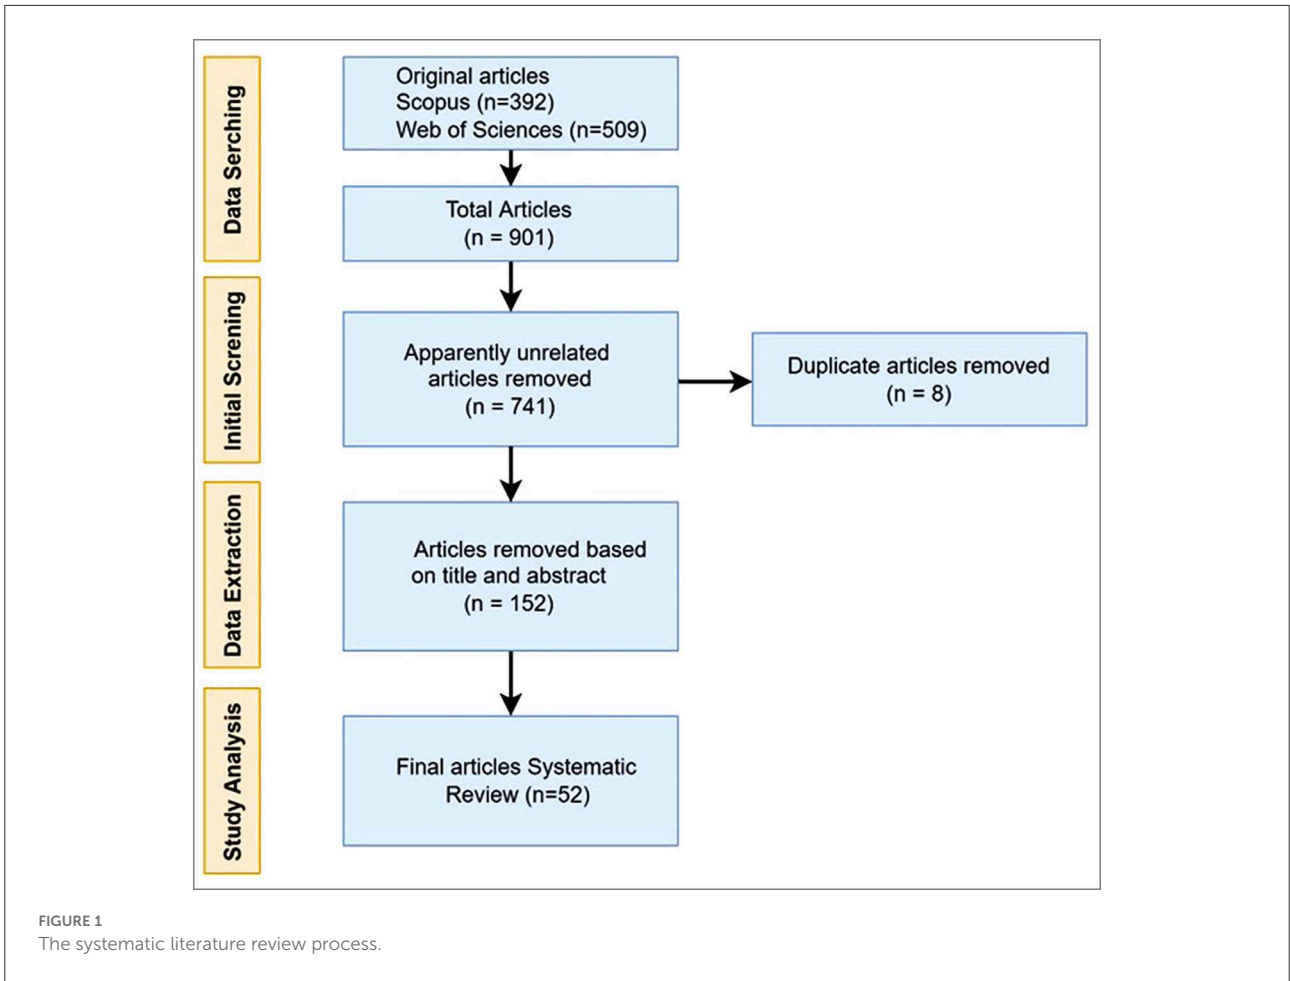 Data Serching
Original articles
Scopus (n=392)
Web of Sciences (n=509)
Total Articles
(n = 901)
Initial Screning
Apparently unrelated
articles removed
(n = 741)
Duplicate articles removed
(n = 8)
Data Extraction
Articles removed based
on title and abstract
(n = 152)
Study Analysis
Final articles Systematic
Review (n=52)
FIGURE 1
The systematic literature review process.